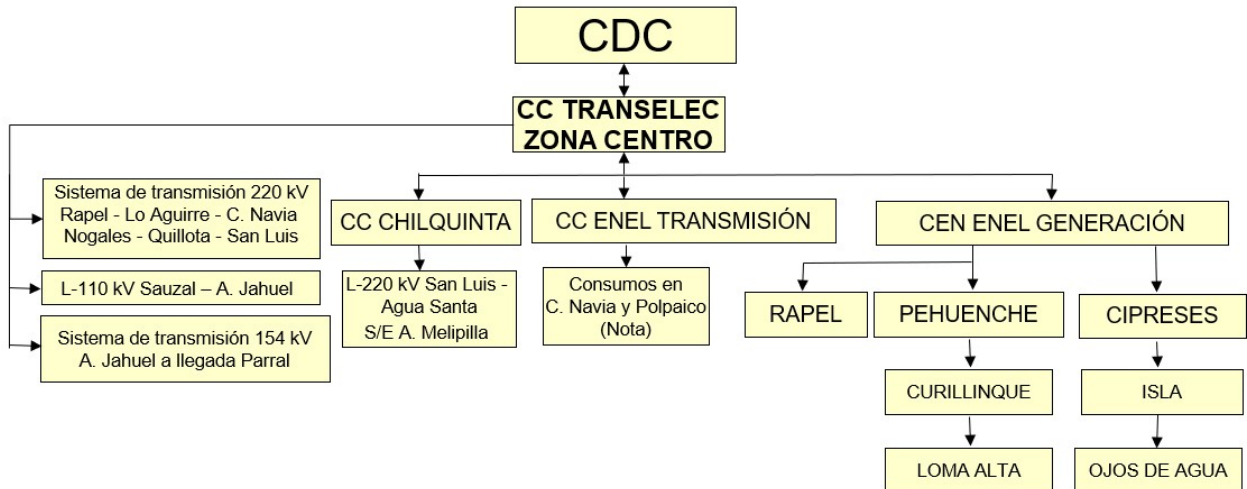 CDC
CC TRANSELEC
ZONA CENTRO
Sistema de transmisión 220 kV
Rapel - Lo Aguirre - C. Navia
Nogales - Quillota - San Luis
L-110 kV Sauzal – A. Jahuel
Sistema de transmisión 154 kV
A. Jahuel a llegada Parral
CC CHILQUINTA
L-220 kV San Luis -
Agua Santa
S/E A. Melipilla
CC ENEL TRANSMISIÓN
Consumos en
C. Navia y Polpaico
(Nota)
CEN ENEL GENERACIÓN
RAPEL
PEHUENCHE
CURILLINQUE
LOMA ALTA
CIPRESES
ISLA
OJOS DE AGUA